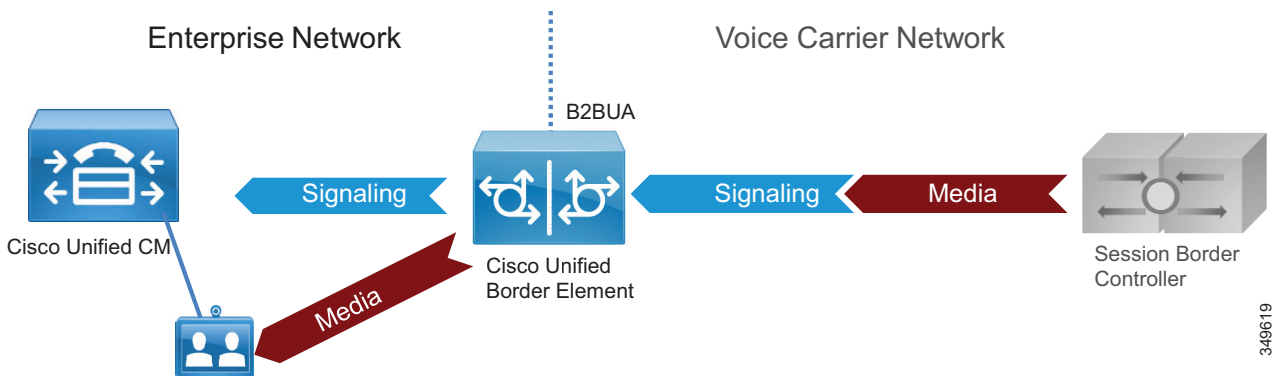 Enterprise Network
Voice Carrier Network
B2BUA
Signaling
Signaling
Media
Cisco Unified CM
Cisco Unified
Border Element
Session Border
Controller
Media
349619